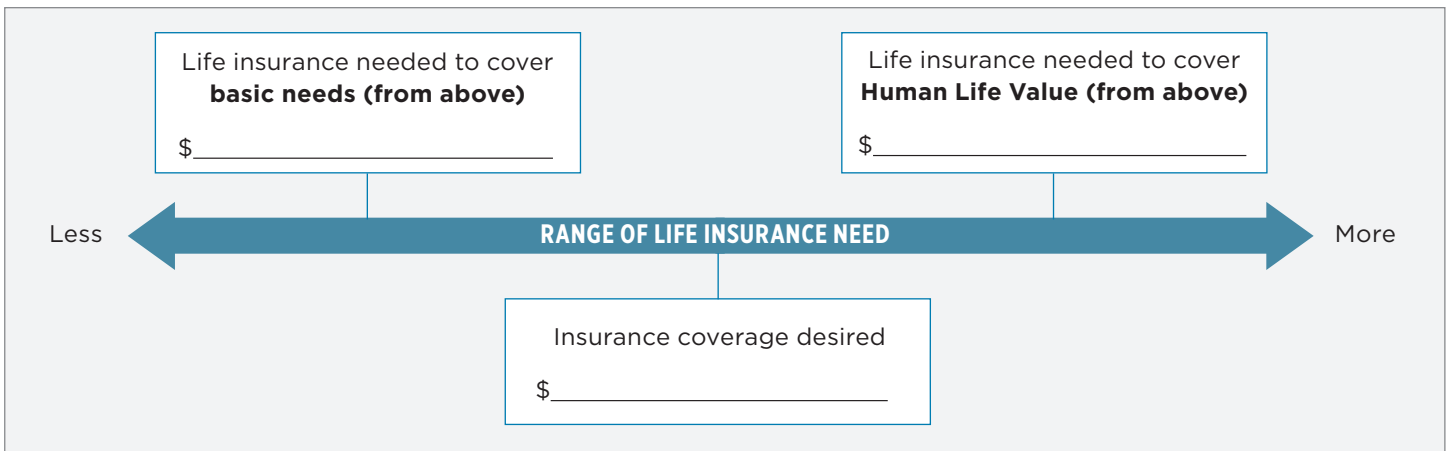 Life insurance needed to cover
basic needs (from above)
$
Life insurance needed to cover
Human Life Value (from above)
$
Less
RANGE OF LIFE INSURANCE NEED
More
Insurance coverage desired
$